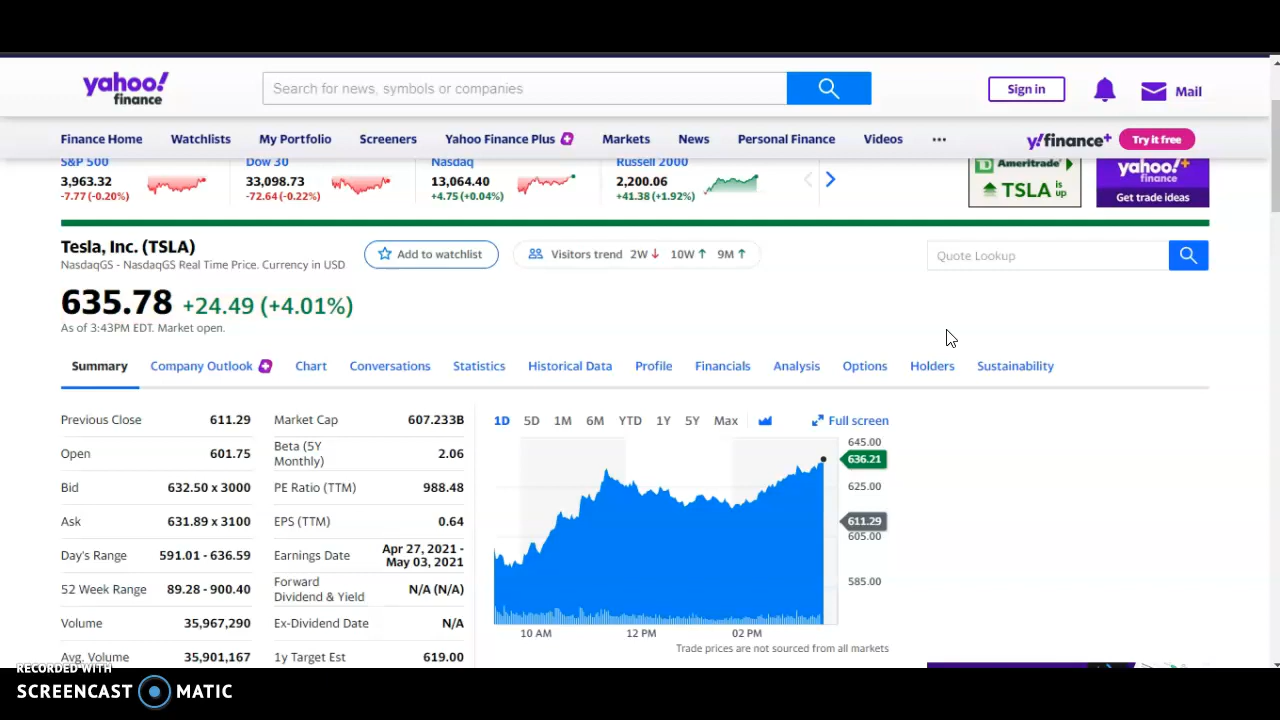 yahoo!
finance
Search for news, symbols or companies
Sign in
Mail
Finance Home Watchlists My Portfolio Screeners Yahoo Finance Plus Markets News Personal Finance Videos ... y!finance+ Try it free
S&P 500 Dow 30 Nasdaq Russell 2000
3,963.32 33,098.73 13,064.40 2,200.06
-7.77 (-0.20%) -72.64 (-0.22%) +4.75 (+0.04%) +41.38 (+1.92%)
D Ameritrade
TSLA is up
yahoo!+
finance
Get trade ideas
Tesla, Inc. (TSLA)
NasdaqGS - NasdaqGS Real Time Price. Currency in USD
Add to watchlist
Visitors trend 2W↓ 10W↑ 9M↑
Quote Lookup
635.78 +24.49 (+4.01%)
As of 3:43PM EDT. Market open.
Summary Company Outlook Chart Conversations Statistics Historical Data Profile Financials Analysis Options Holders Sustainability
Previous Close 611.29
Open 601.75
Bid 632.50 x 3000
Ask 631.89 x 3100
Day's Range 591.01 - 636.59
52 Week Range 89.28 - 900.40
Volume 35,967,290
Avg. Volume 35,901,167
Market Cap 607.233B
Beta (5Y
Monthly) 2.06
PE Ratio (TTM) 988.48
EPS (TTM) 0.64
Earnings Date Apr 27, 2021 -
May 03, 2021
Forward
Dividend & Yield N/A (N/A)
Ex-Dividend Date N/A
1y Target Est 619.00
1D 5D 1M 6M YTD 1Y 5Y Max Full screen
645.00
636.21
625.00
611.29
605.00
585.00
10 AM 12 PM 02 PM
Trade prices are not sourced from all markets
RECORDED WITH
SCREENCAST MATIC